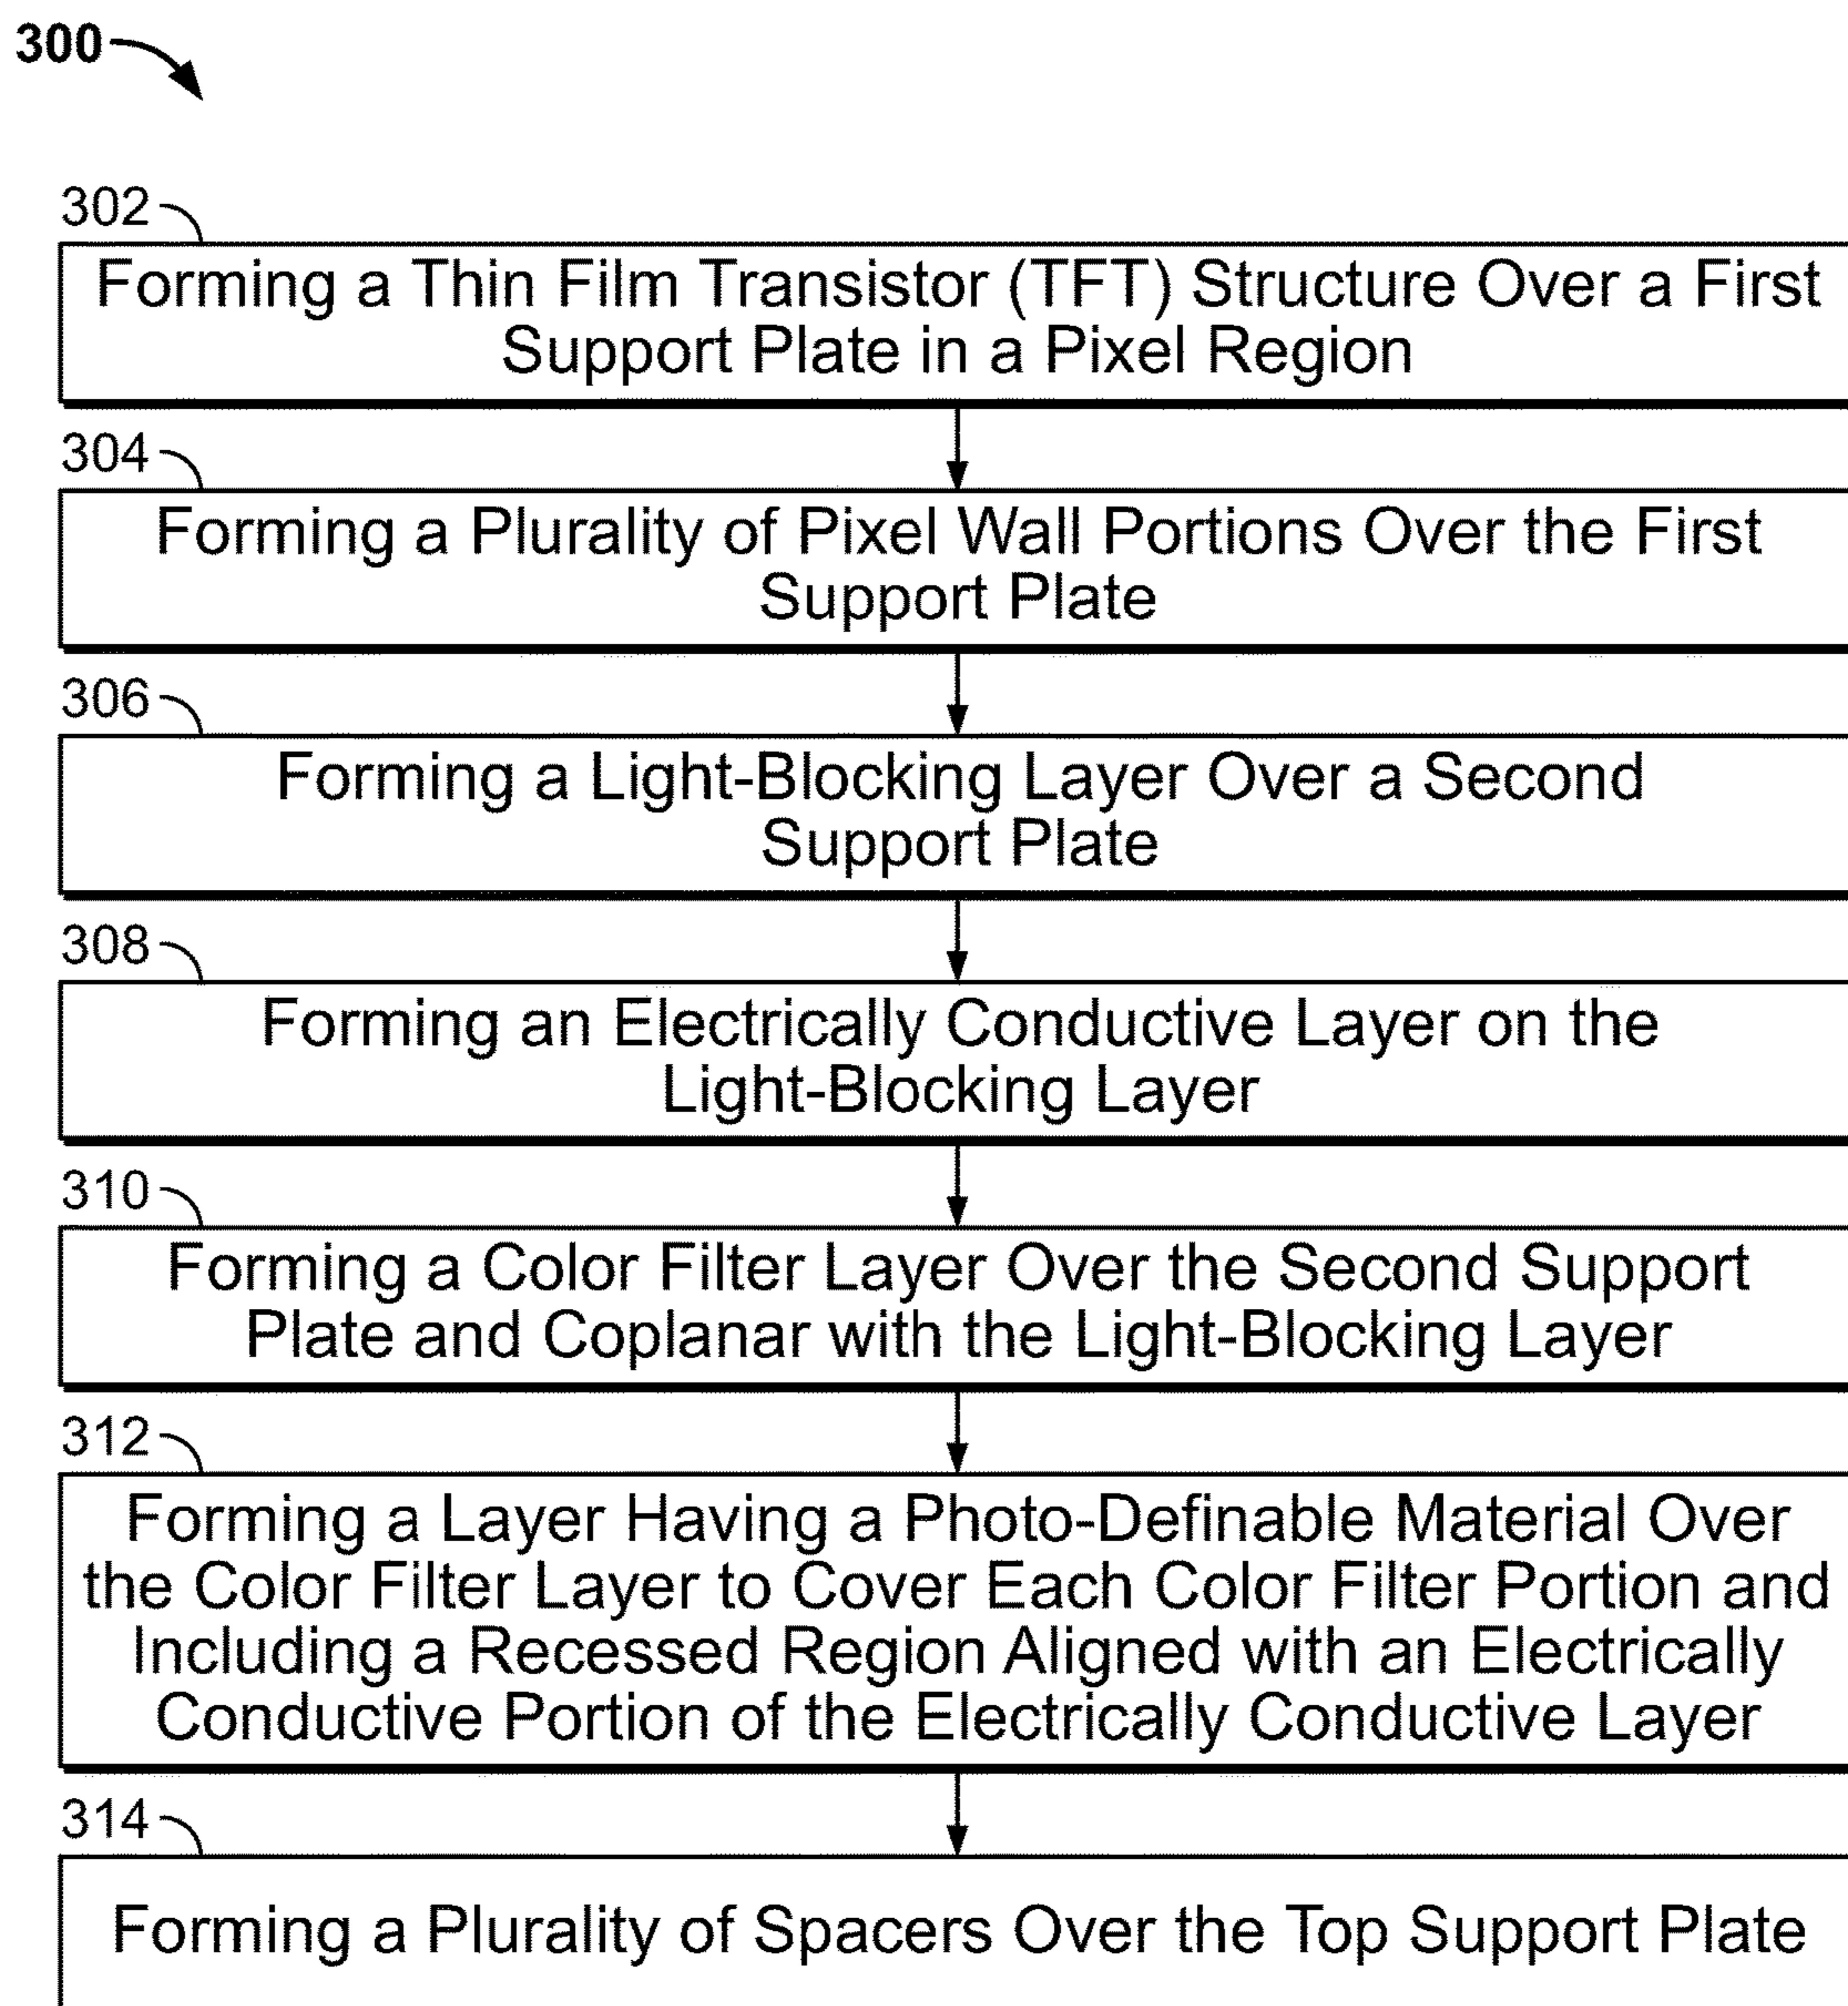 300
302
Forming a Thin Film Transistor (TFT) Structure Over a First
Support Plate in a Pixel Region
304
Forming a Plurality of Pixel Wall Portions Over the First
Support Plate
306
Forming a Light-Blocking Layer Over a Second
Support Plate
308
Forming an Electrically Conductive Layer on the
Light-Blocking Layer
310
Forming a Color Filter Layer Over the Second Support
Plate and Coplanar with the Light-Blocking Layer
312
Forming a Layer Having a Photo-Definable Material Over
the Color Filter Layer to Cover Each Color Filter Portion and
Including a Recessed Region Aligned with an Electrically
Conductive Portion of the Electrically Conductive Layer
314
Forming a Plurality of Spacers Over the Top Support Plate